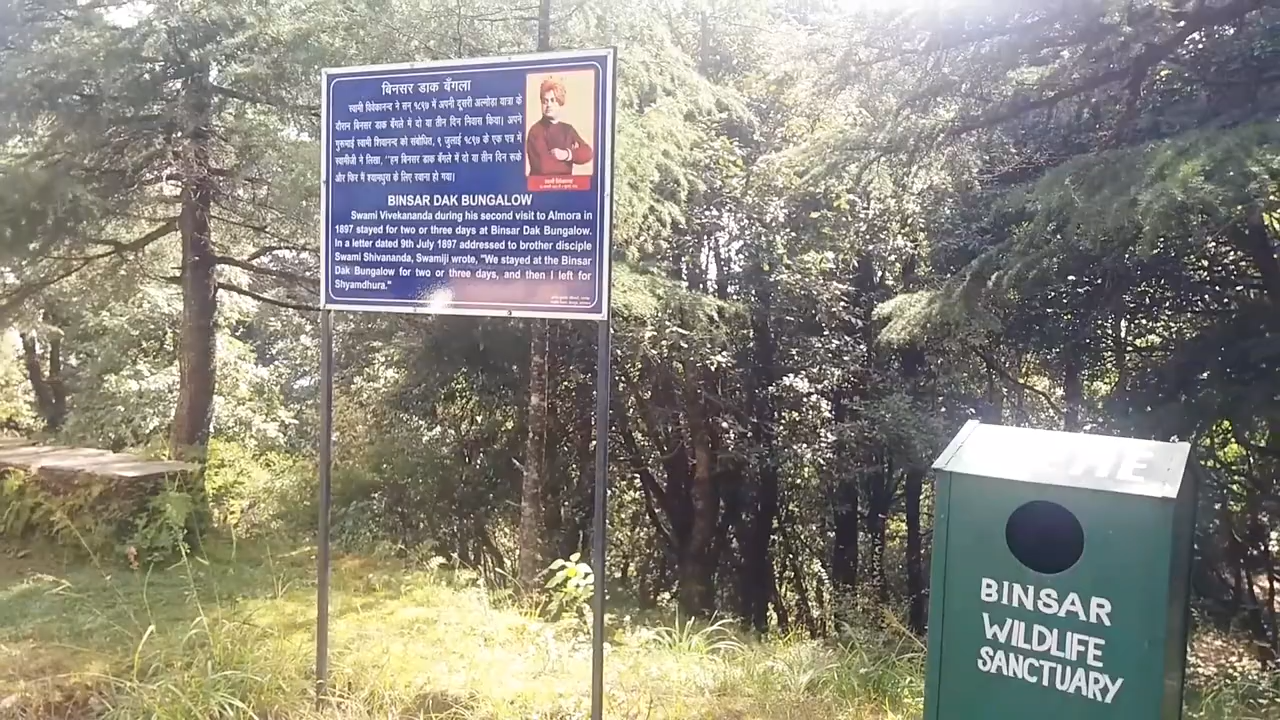 बिनसर डाक बँगला
स्वामी विवेकानन्द ने सन् १८९७ में अपनी दूसरी अल्मोड़ा यात्रा के
दौरान बिनसर डाक बँगले में दो या तीन दिन निवास किया। अपने
गुरूभाई स्वामी शिवानन्द को संबोधित, ९ जुलाई १८९७ के एक पत्र में
स्वामीजी ने लिखा, "हम बिनसर डाक बँगले में दो या तीन दिन रूके
और फिर मैं श्यामधुरा के लिए रवाना हो गया।
स्वामी विवेकानन्द
BINSAR DAK BUNGALOW
Swami Vivekananda during his second visit to Almora in
1897 stayed for two or three days at Binsar Dak Bungalow.
In a letter dated 9th July 1897 addressed to brother disciple
Swami Shivananda, Swamiji wrote, "We stayed at the Binsar
Dak Bungalow for two or three days, and then I left for
Shyamdhura."
BINSAR
WILDLIFE
SANCTUARY